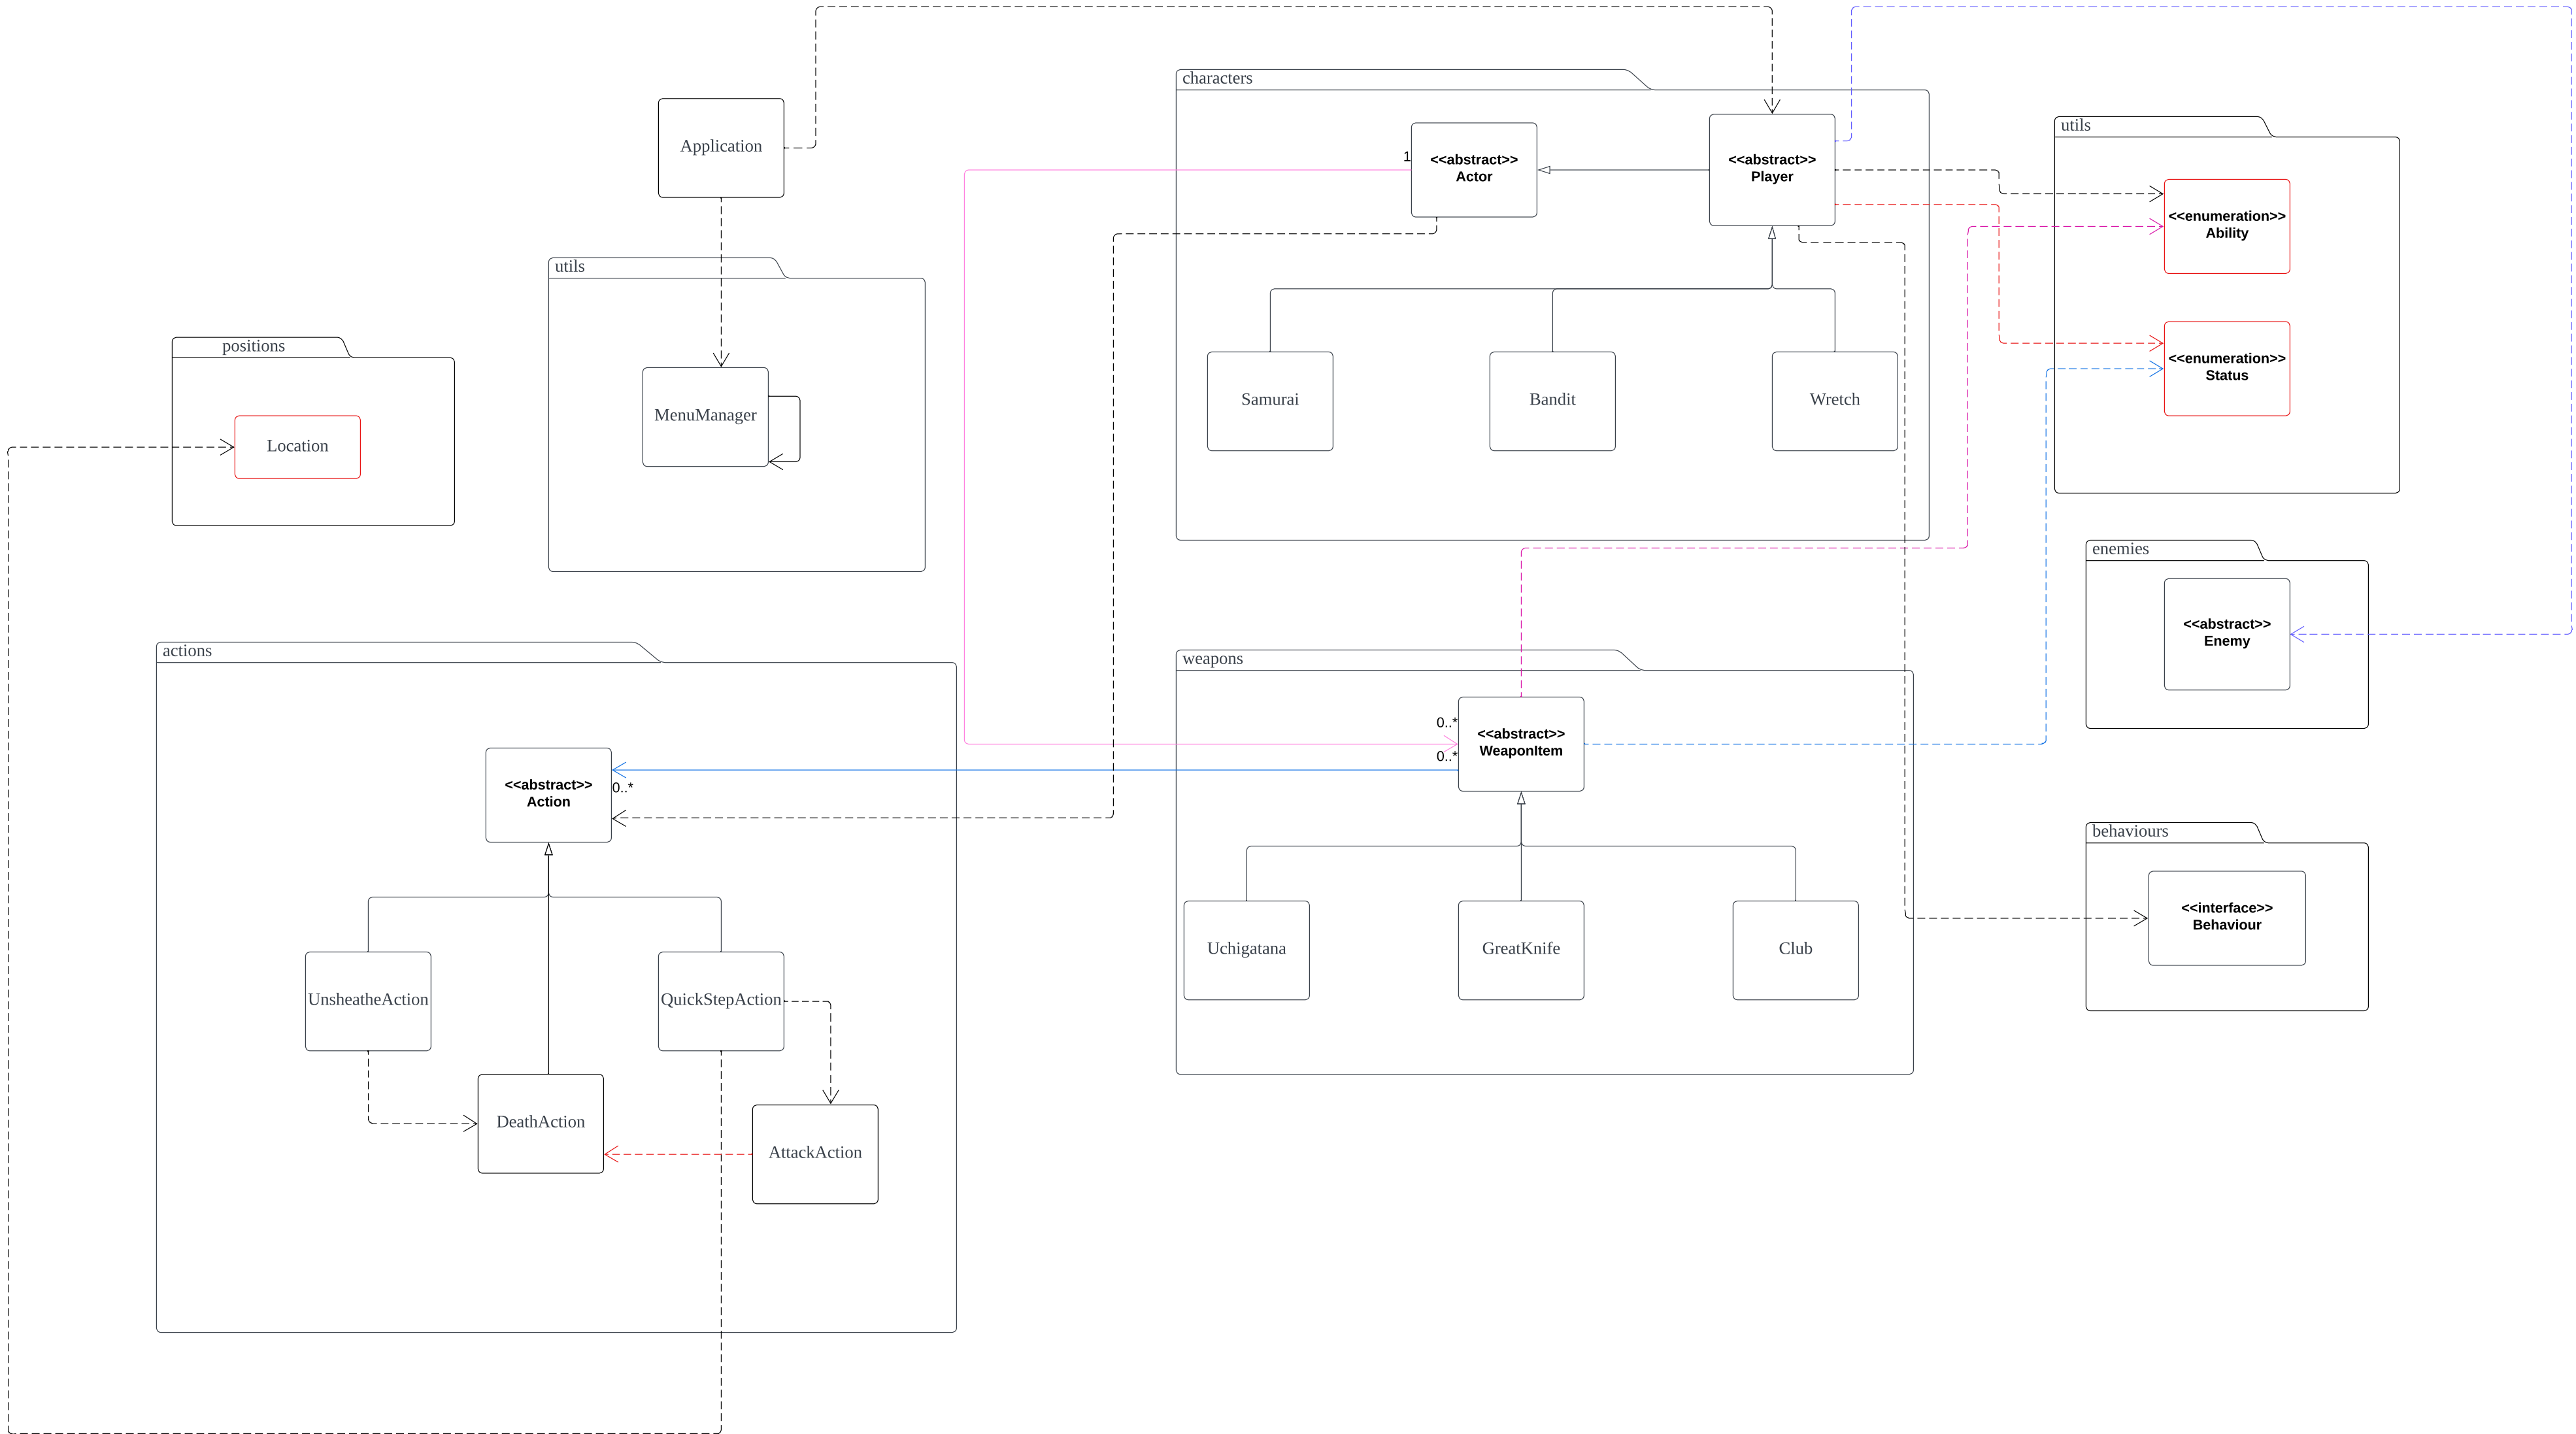 characters
Application
utils
1
<<abstract>>
Actor
<<abstract>>
Player
<<enumeration>>
Ability
utils
positions
Location
MenuManager
Samurai
Bandit
Wretch
<<enumeration>>
Status
enemies
<<abstract>>
Enemy
actions
weapons
0..*
0..*
<<abstract>>
WeaponItem
<<abstract>>
Action
0..*
behaviours
<<interface>>
Behaviour
Uchigatana
GreatKnife
Club
UnsheatheAction
QuickStepAction
DeathAction
AttackAction